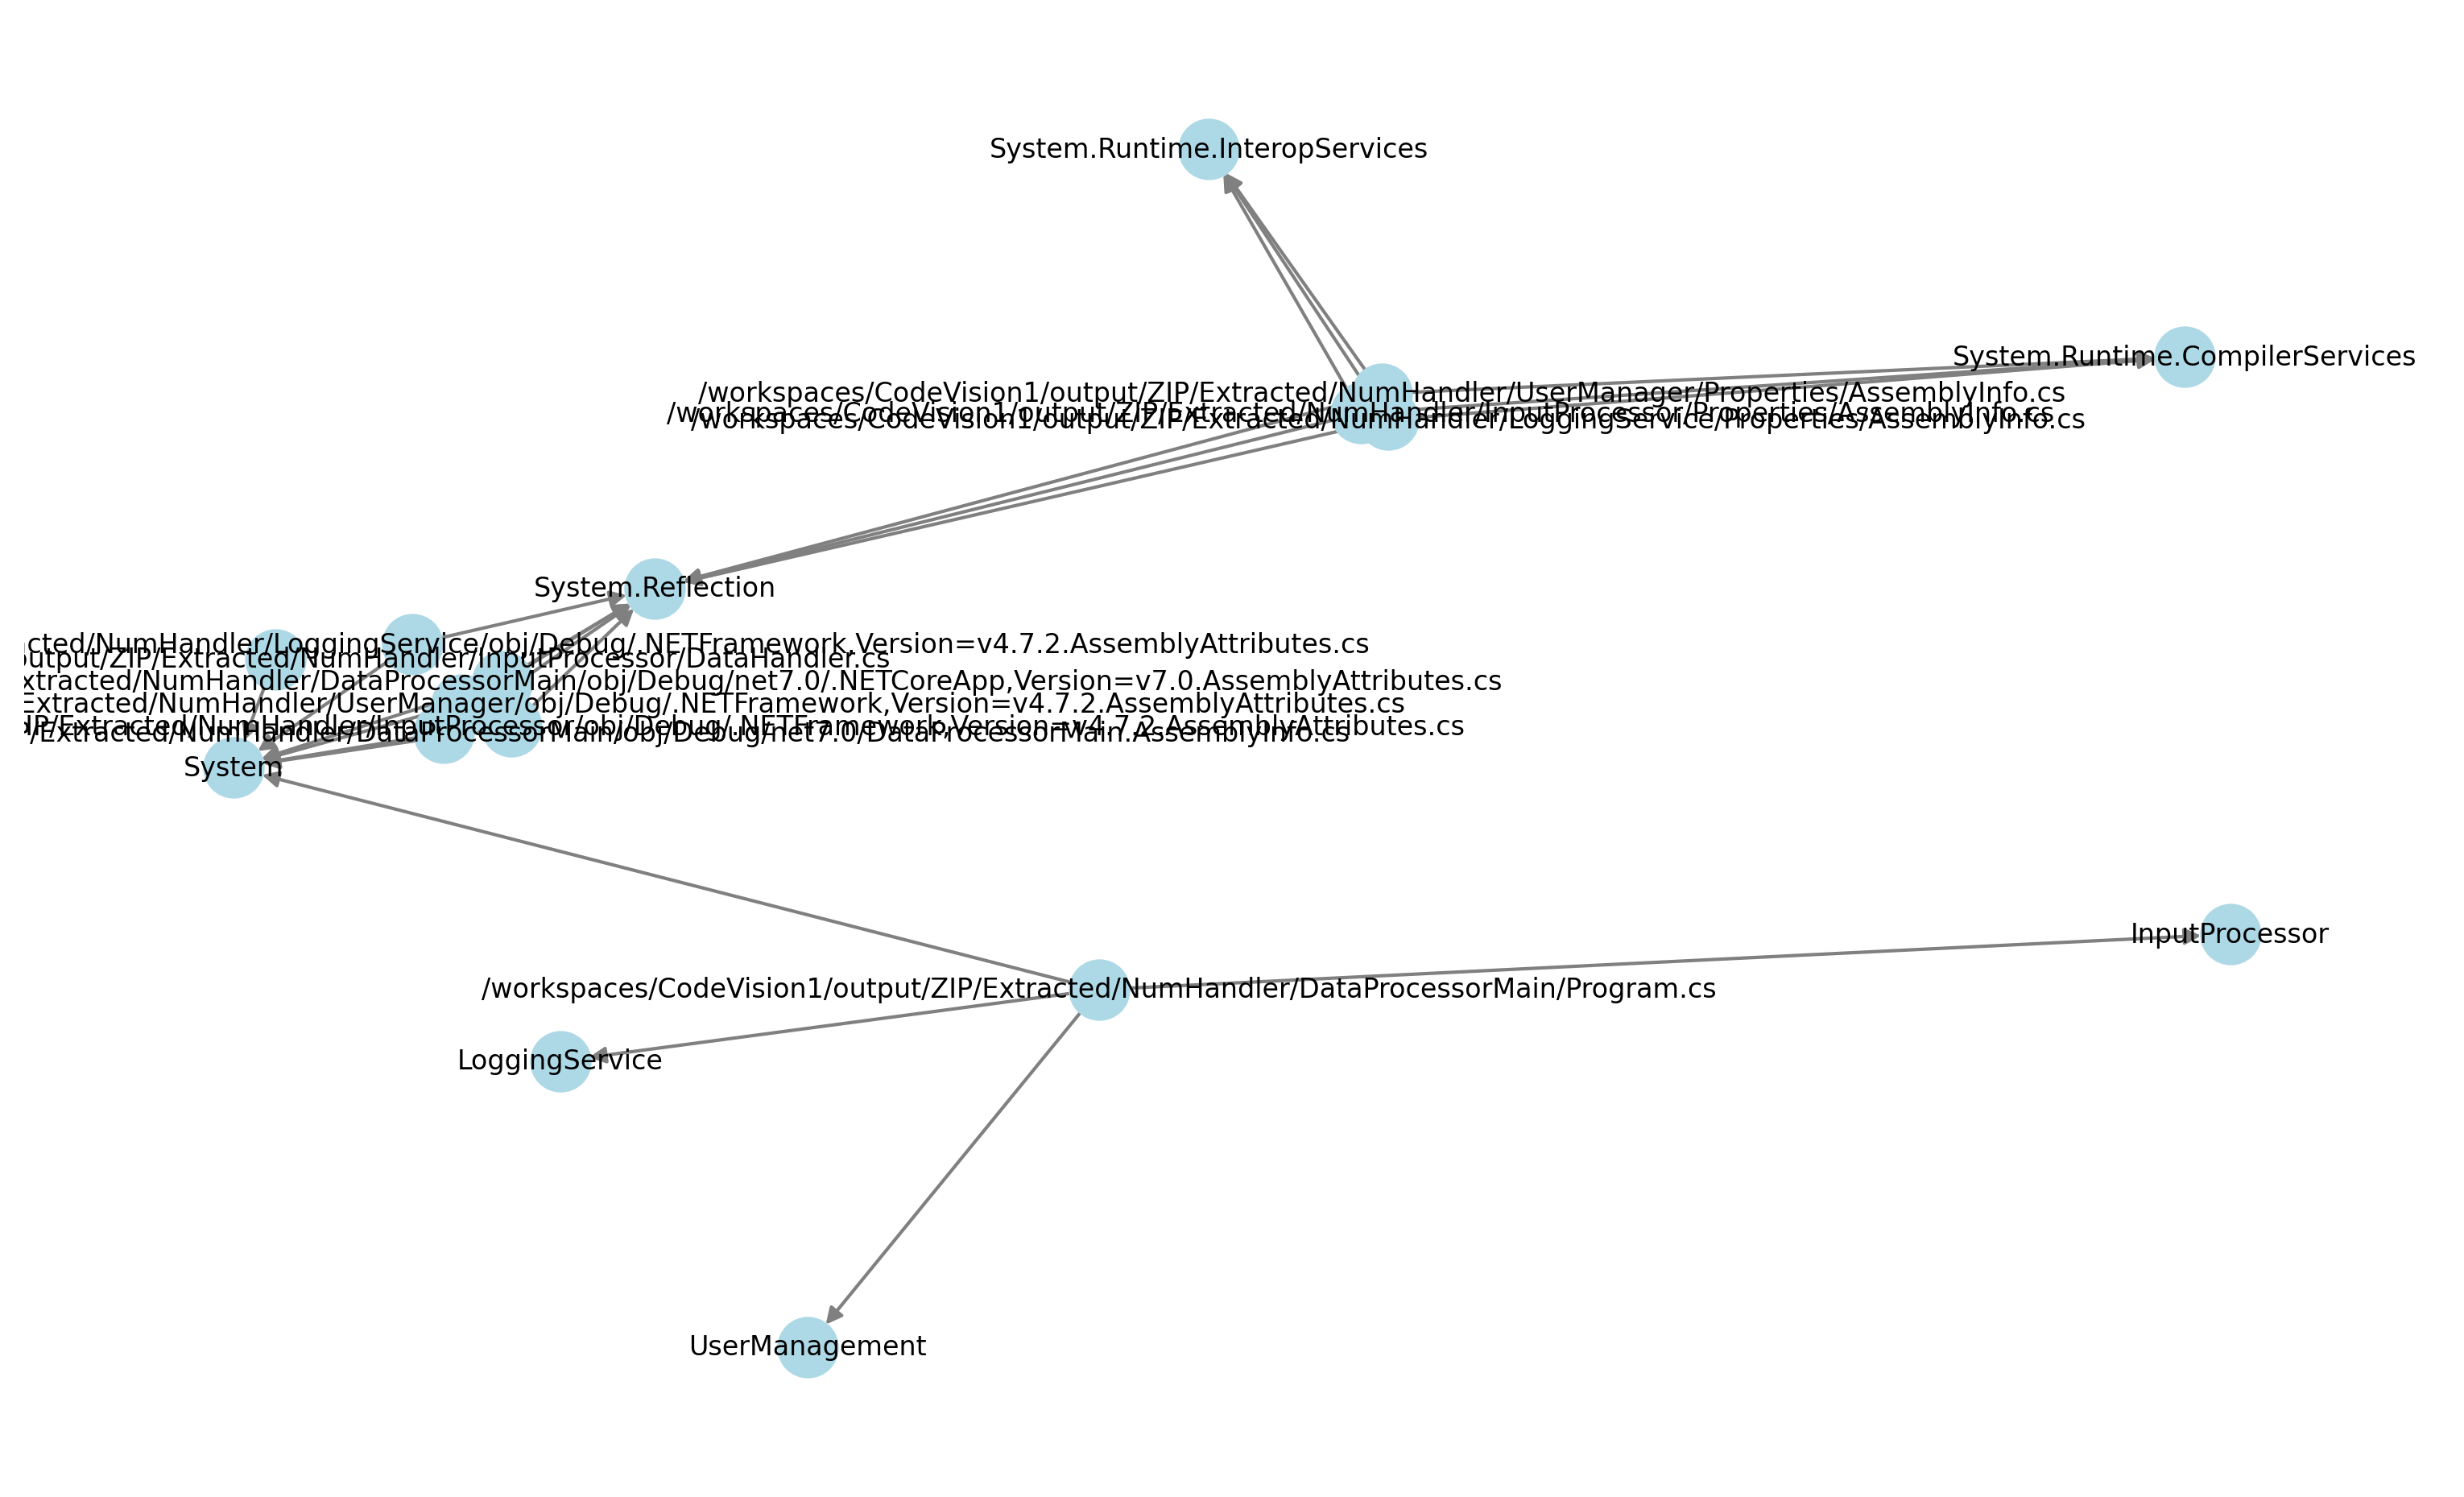 System.Runtime.InteropServices
System.Runtime.CompilerServices
/workspaces/CodeVision1/output/ZIP/Extracted/NumHandler/UserManager/Properties/AssemblyInfo.cs
/workspaces/CodeVision1/output/ZIP/Extracted/NumHandler/InputProcessor/Properties/AssemblyInfo.cs
/workspaces/CodeVision1/output/ZIP/Extracted/NumHandler/LoggingService/Properties/AssemblyInfo.cs
System.Reflection
cted/NumHandler/LoggingService/obj/Debug/.NETFramework,Version=v4.7.2.AssemblyAttributes.cs
output/ZIP/Extracted/NumHandler/InputProcessor/DataHandler.cs
xtracted/NumHandler/DataProcessorMain/obj/Debug/net7.0/.NETCoreApp,Version=v7.0.AssemblyAttributes.cs
Extracted/NumHandler/UserManager/obj/Debug/.NETFramework,Version=v4.7.2.AssemblyAttributes.cs
IP/Extracted/NumHandler/InputProcessor/obj/Debug/.NETFramework,Version=v4.7.2.AssemblyAttributes.cs
/Extracted/NumHandler/DataProcessorMain/obj/Debug/net7.0/DataProcessorMain.AssemblyInfo.cs
System
InputProcessor
/workspaces/CodeVision1/output/ZIP/Extracted/NumHandler/DataProcessorMain/Program.cs
LoggingService
UserManagement